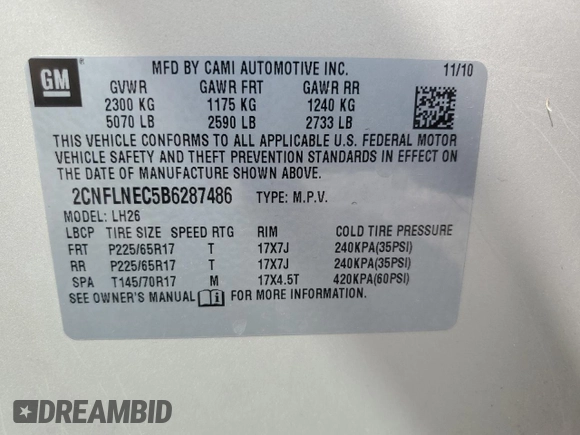 GM
MFD BY CAMI AUTOMOTIVE INC. 11/10
GVWR GAWR FRT GAWR RR
2300 KG 1175 KG 1240 KG
5070 LB 2590 LB 2733 LB
THIS VEHICLE CONFORMS TO ALL APPLICABLE U.S. FEDERAL MOTOR
VEHICLE SAFETY AND THEFT PREVENTION STANDARDS IN EFFECT ON
THE DATE OF MANUFACTURE SHOWN ABOVE.
2CNFLNEC5B6287486 TYPE: M.P.V.
MODEL: LH26
LBCP TIRE SIZE SPEED RTG RIM COLD TIRE PRESSURE
FRT P225/65R17 T 17X7J 240KPA(35PSI)
RR P225/65R17 T 17X7J 240KPA(35PSI)
SPA T145/70R17 M 17X4.5T 420KPA(60PSI)
SEE OWNER'S MANUAL i FOR MORE INFORMATION.
DREAMBID